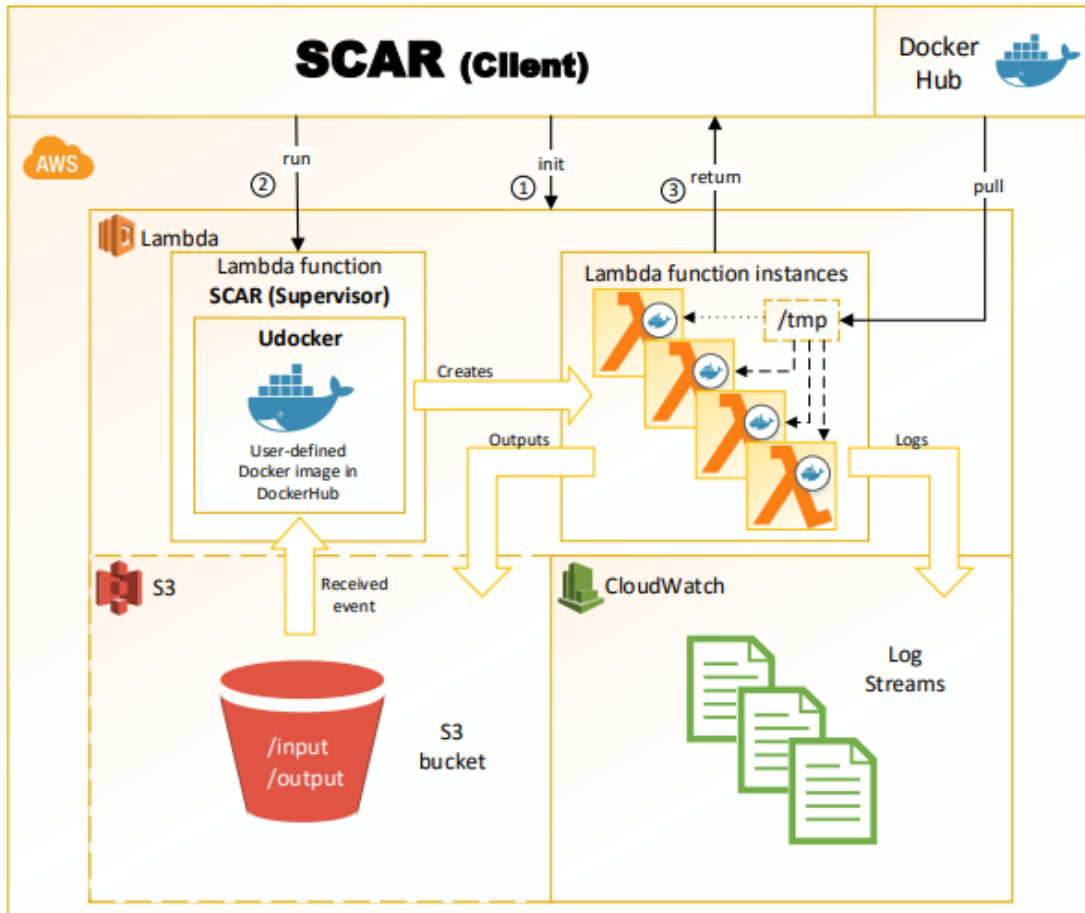 SCAR (Client)
Docker
Hub
AWS
run
②
init
①
return
③
pull
Lambda
Lambda function
SCAR (Supervisor)
Udocker
User-defined
Docker image in
DockerHub
Creates
Lambda function instances
/tmp
Outputs
Logs
S3
Received
event
/input
/output
S3
bucket
CloudWatch
Log
Streams